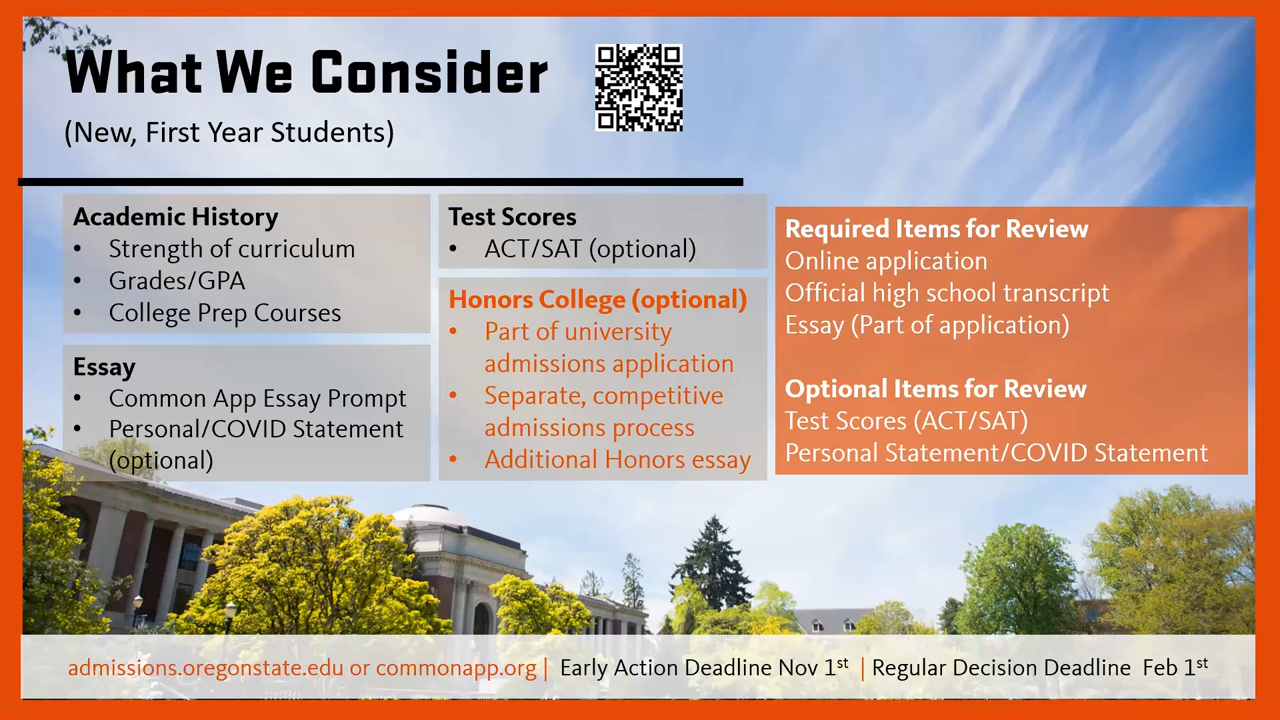 What We Consider
(New, First Year Students)
Academic History
• Strength of curriculum
• Grades/GPA
• College Prep Courses
Essay
• Common App Essay Prompt
• Personal/COVID Statement
(optional)
Test Scores
• ACT/SAT (optional)
Honors College (optional)
• Part of university
admissions application
• Separate, competitive
admissions process
• Additional Honors essay
Required Items for Review
Online application
Official high school transcript
Essay (Part of application)
Optional Items for Review
Test Scores (ACT/SAT)
Personal Statement/COVID Statement
admissions.oregonstate.edu or commonapp.org | Early Action Deadline Nov 1st | Regular Decision Deadline Feb 1st